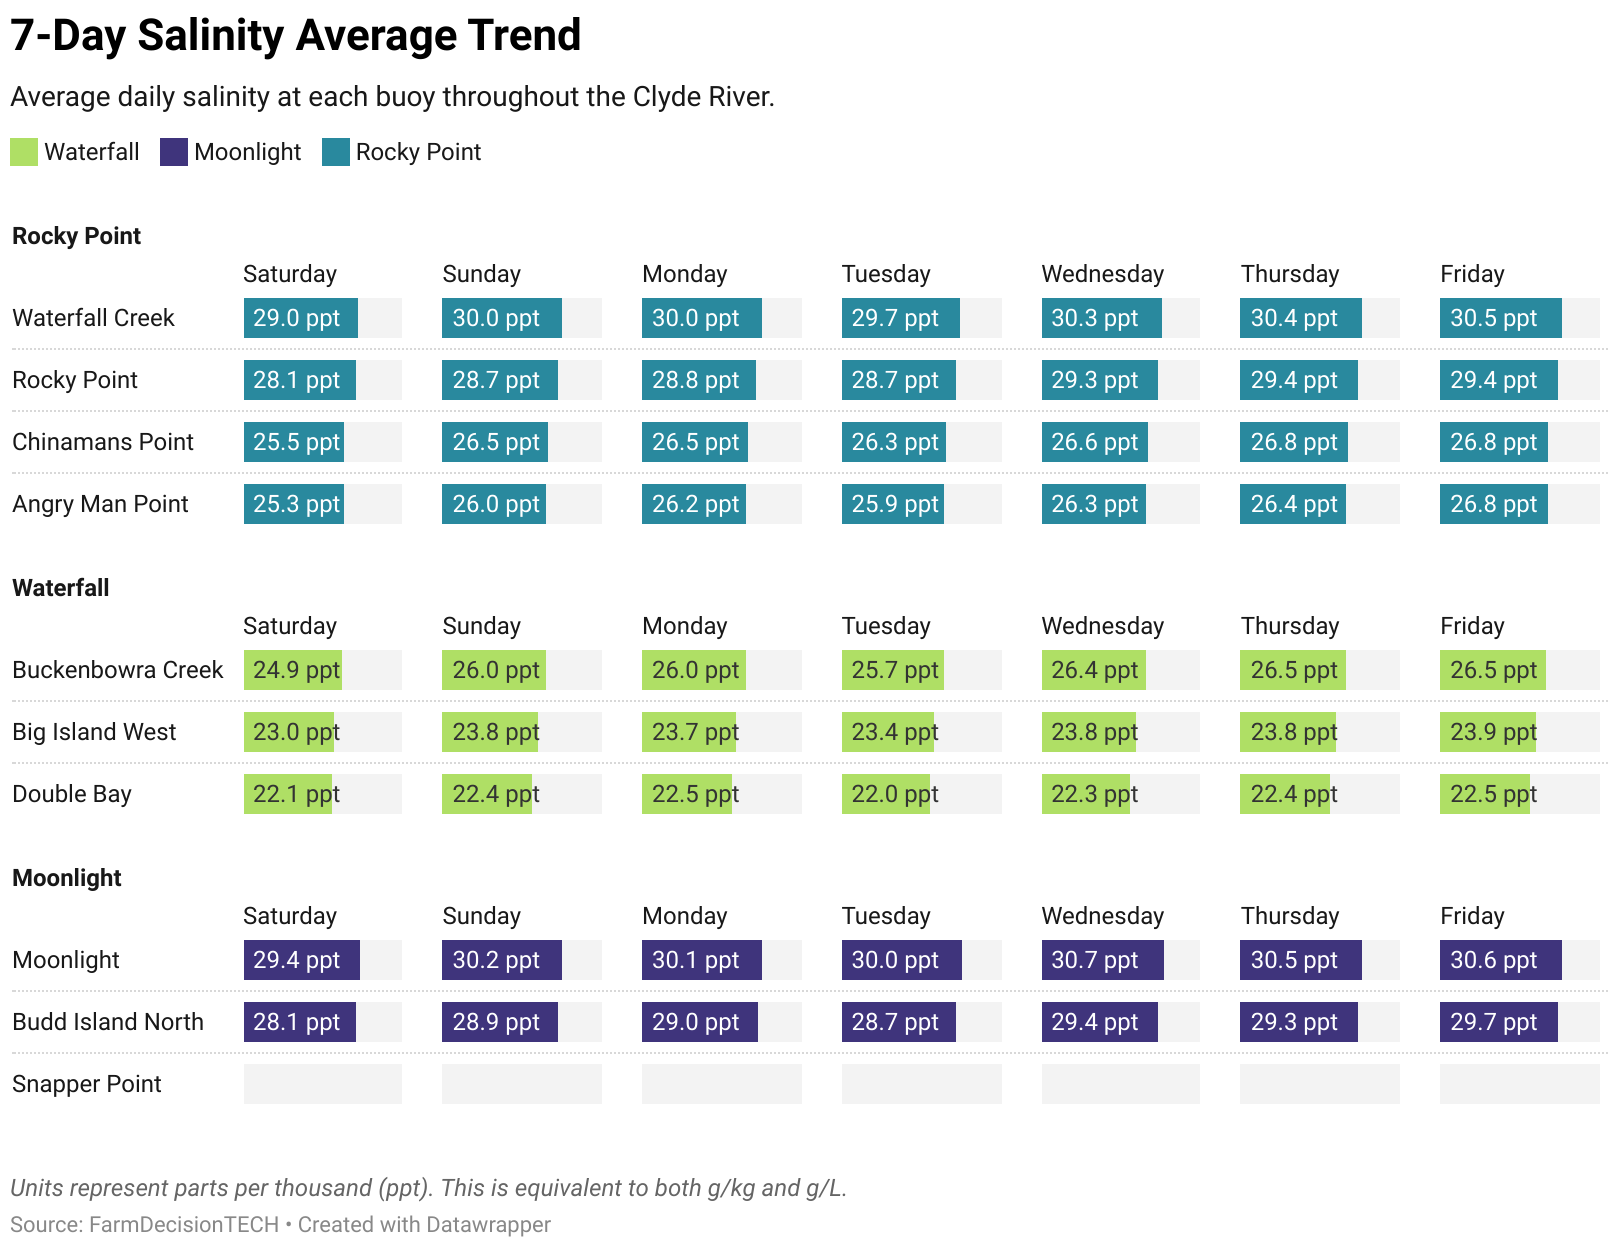 7-Day Salinity Average Trend
Average daily salinity at each buoy throughout the Clyde River.
Waterfall Moonlight Rocky Point
Rocky Point
Saturday Sunday Monday Tuesday Wednesday Thursday Friday
Waterfall Creek 29.0 ppt 30.0 ppt 30.0 ppt 29.7 ppt 30.3 ppt 30.4 ppt 30.5 ppt
Rocky Point 28.1 ppt 28.7 ppt 28.8 ppt 28.7 ppt 29.3 ppt 29.4 ppt 29.4 ppt
Chinamans Point 25.5 ppt 26.5 ppt 26.5 ppt 26.3 ppt 26.6 ppt 26.8 ppt 26.8 ppt
Angry Man Point 25.3 ppt 26.0 ppt 26.2 ppt 25.9 ppt 26.3 ppt 26.4 ppt 26.8 ppt
Waterfall
Saturday Sunday Monday Tuesday Wednesday Thursday Friday
Buckenbowra Creek 24.9 ppt 26.0 ppt 26.0 ppt 25.7 ppt 26.4 ppt 26.5 ppt 26.5 ppt
Big Island West 23.0 ppt 23.8 ppt 23.7 ppt 23.4 ppt 23.8 ppt 23.8 ppt 23.9 ppt
Double Bay 22.1 ppt 22.4 ppt 22.5 ppt 22.0 ppt 22.3 ppt 22.4 ppt 22.5 ppt
Moonlight
Saturday Sunday Monday Tuesday Wednesday Thursday Friday
Moonlight 29.4 ppt 30.2 ppt 30.1 ppt 30.0 ppt 30.7 ppt 30.5 ppt 30.6 ppt
Budd Island North 28.1 ppt 28.9 ppt 29.0 ppt 28.7 ppt 29.4 ppt 29.3 ppt 29.7 ppt
Snapper Point
Units represent parts per thousand (ppt). This is equivalent to both g/kg and g/L.
Source: FarmDecisionTECH • Created with Datawrapper